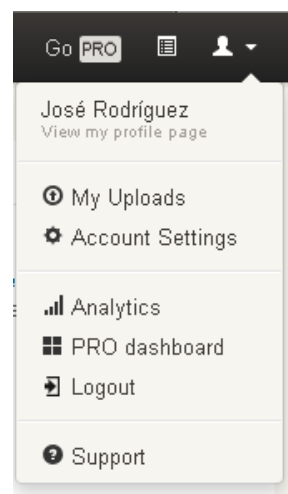 Go PRO
José Rodríguez
View my profile page
My Uploads
Account Settings
Analytics
PRO dashboard
Logout
Support